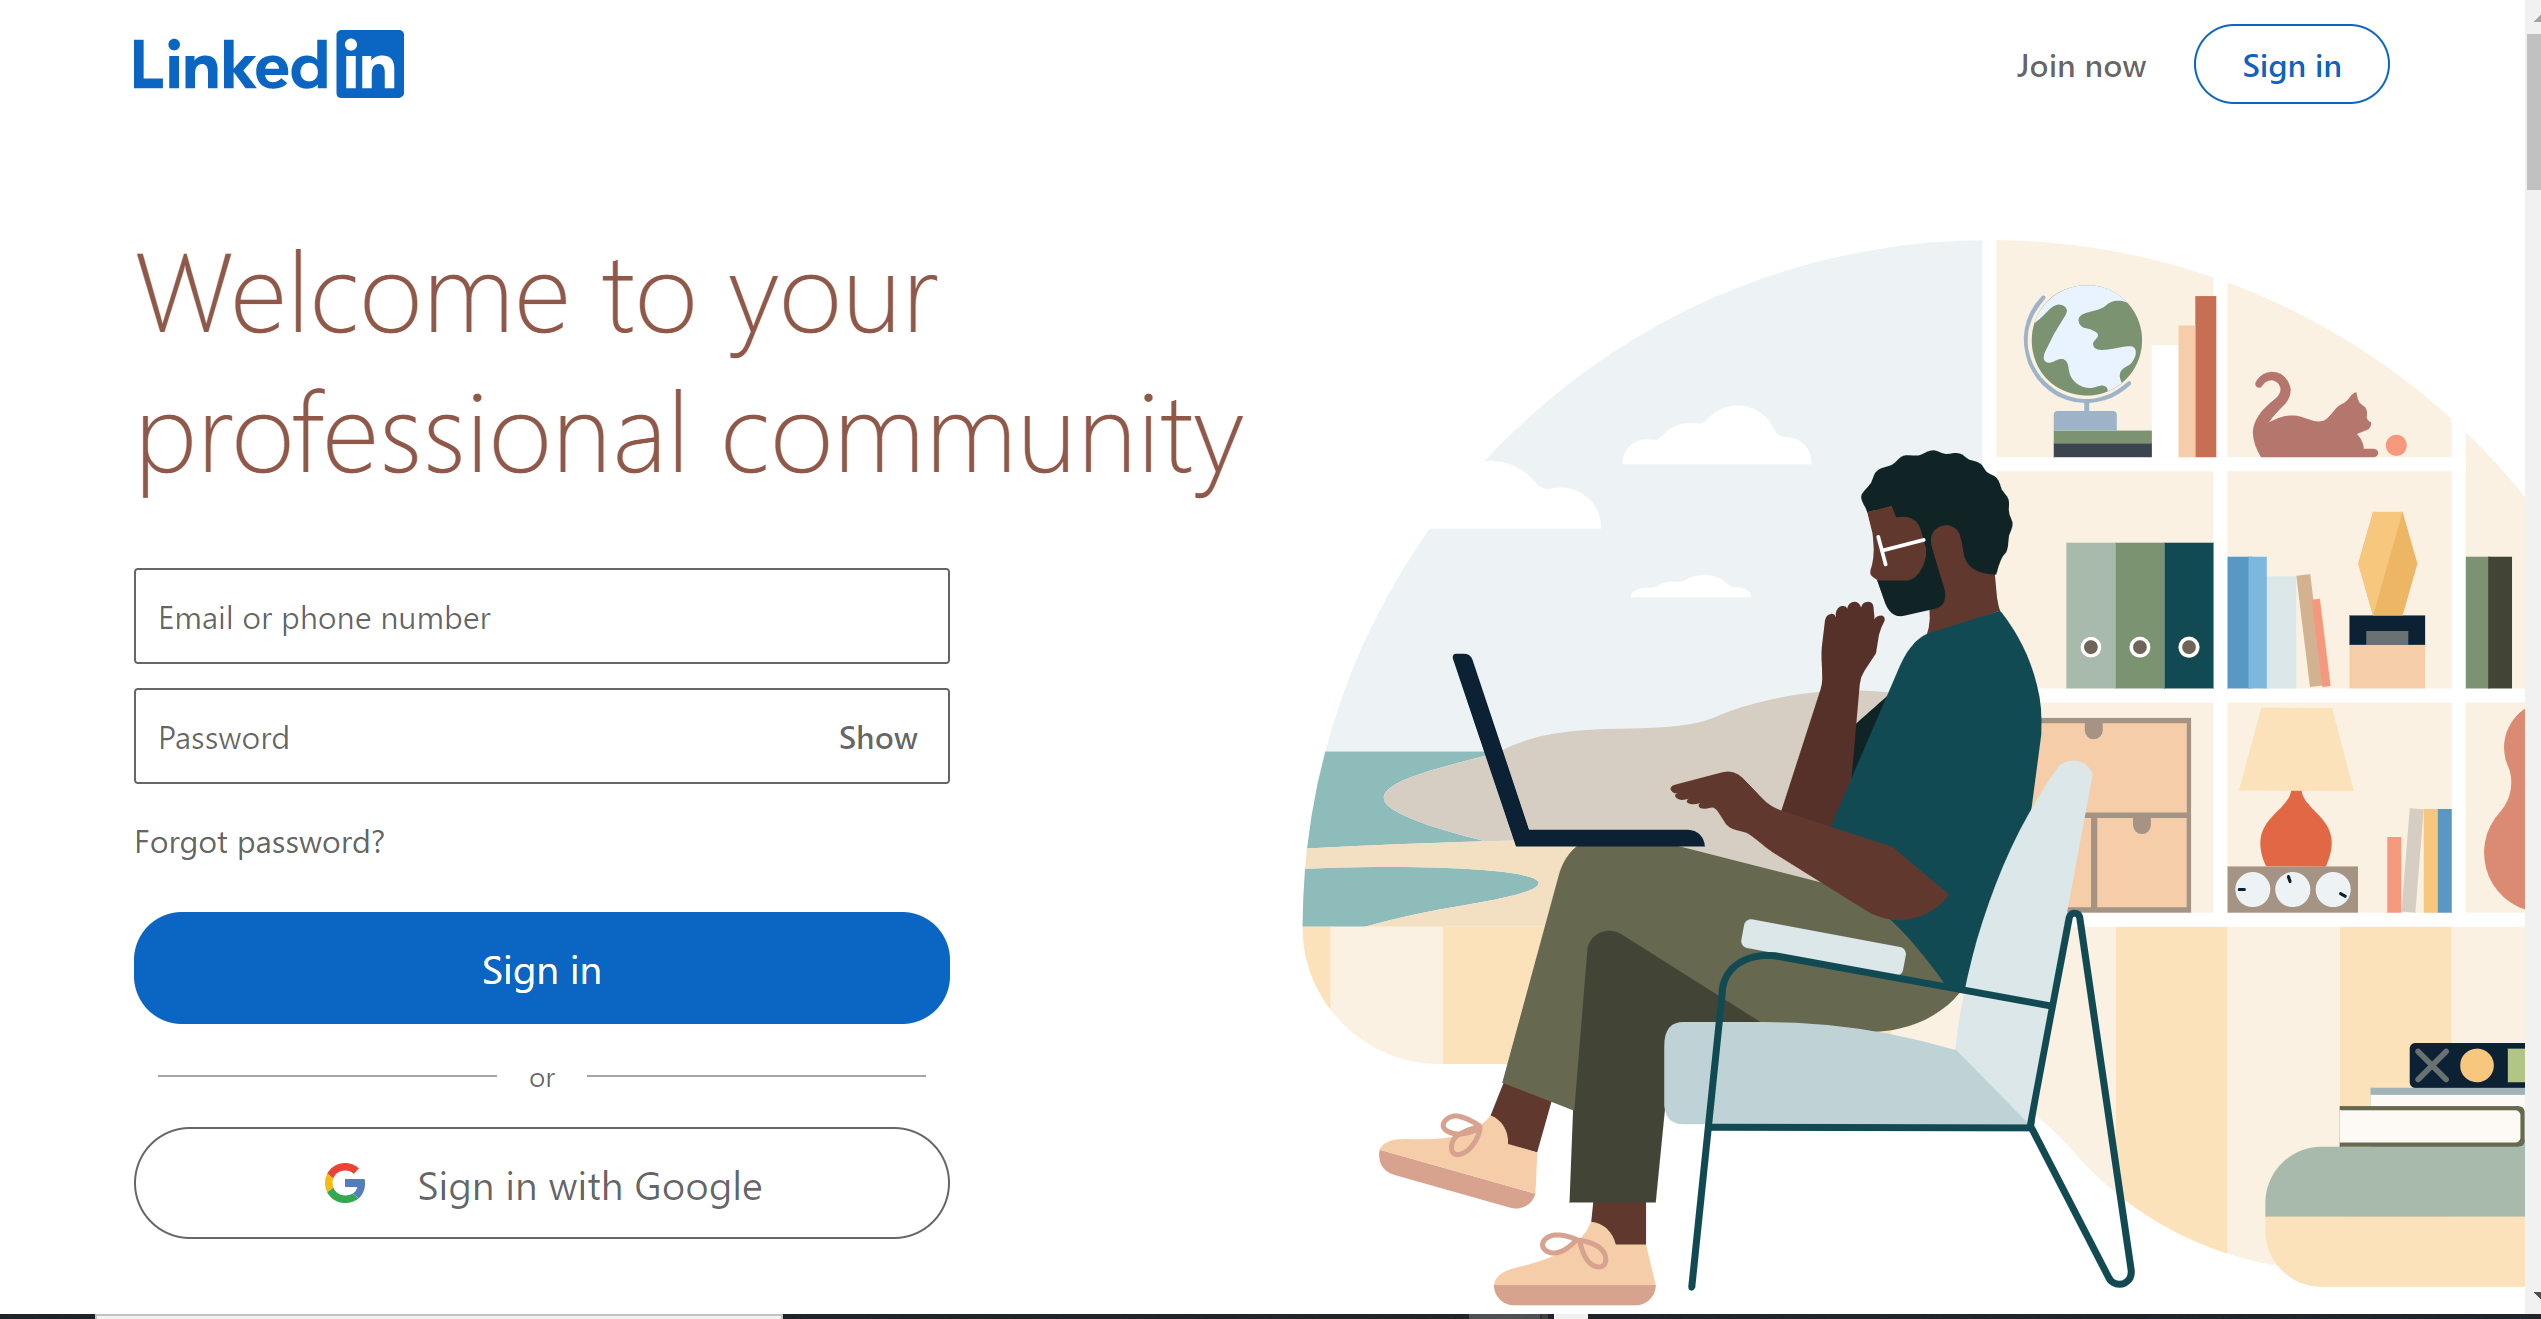 Linkedin
Join now
Sign in
Welcome to your
professional community
Email or phone number
Password
Show
Forgot password?
Sign in
or
Sign in with Google